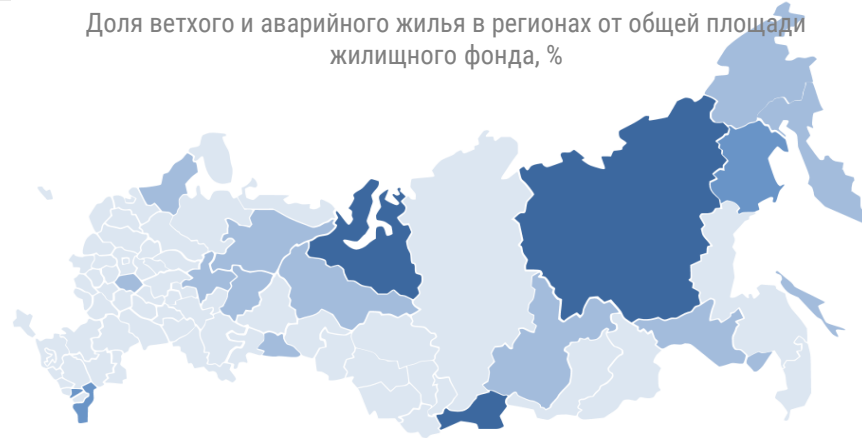 Доля ветхого и аварийного жилья в регионах от общей площади
жилищного фонда, %